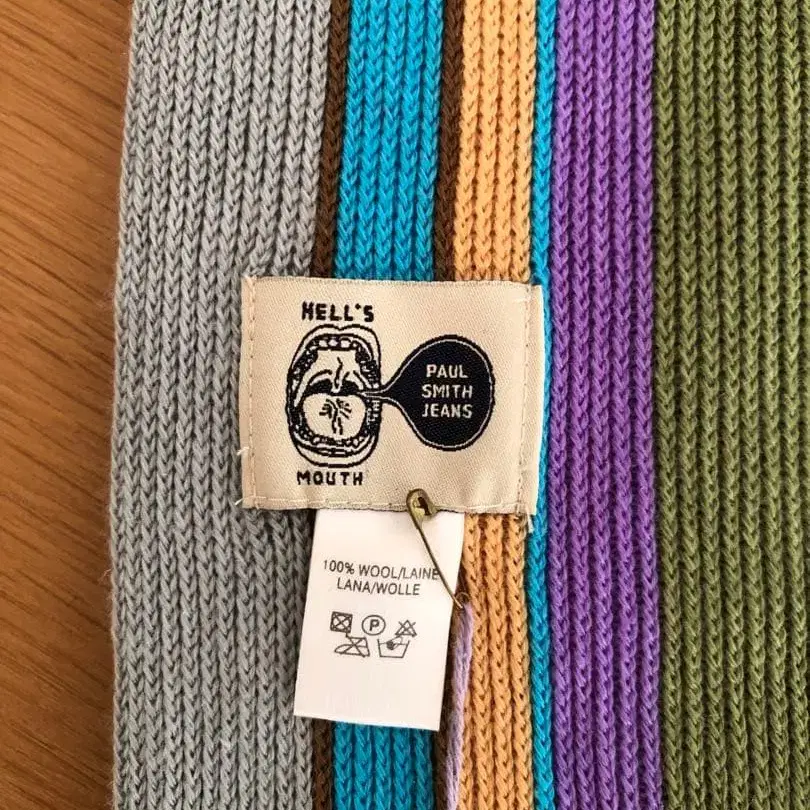 HELL'S
PAUL
SMITH
JEANS
MOUTH
100% WOOL/LAINE
LANA/WOLLE
P